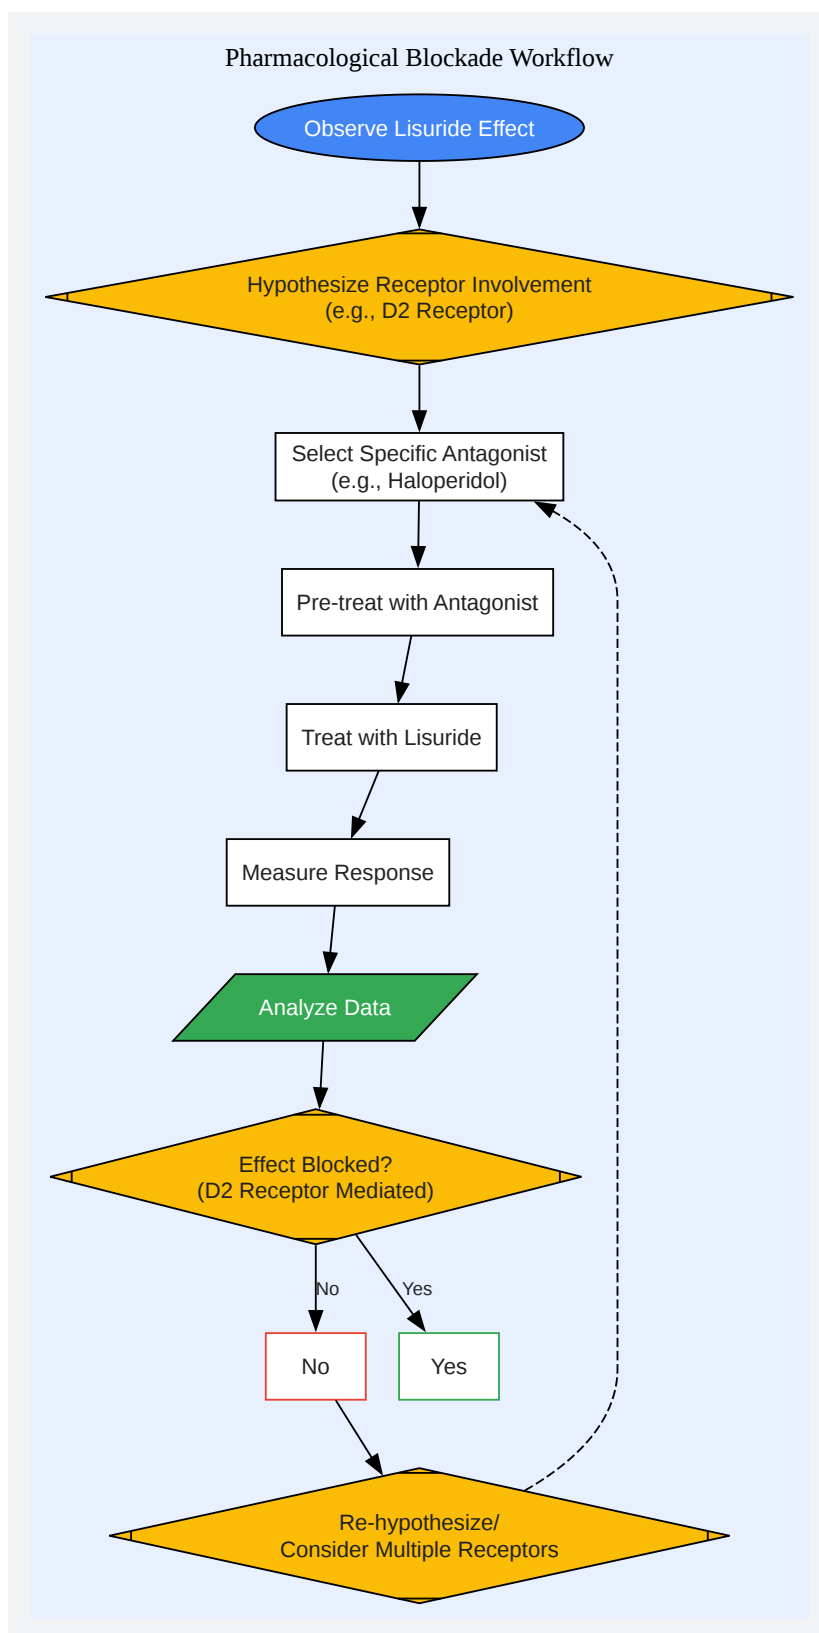 Pharmacological Blockade Workflow
Observe Lisuride Effect
Hypothesize Receptor Involvement
(e.g., D2 Receptor)
Select Specific Antagonist
(e.g., Haloperidol)
Pre-treat with Antagonist
Treat with Lisuride
Measure Response
Analyze Data
Effect Blocked?
(D2 Receptor Mediated)
No
Yes
No
Yes
Re-hypothesize/
Consider Multiple Receptors